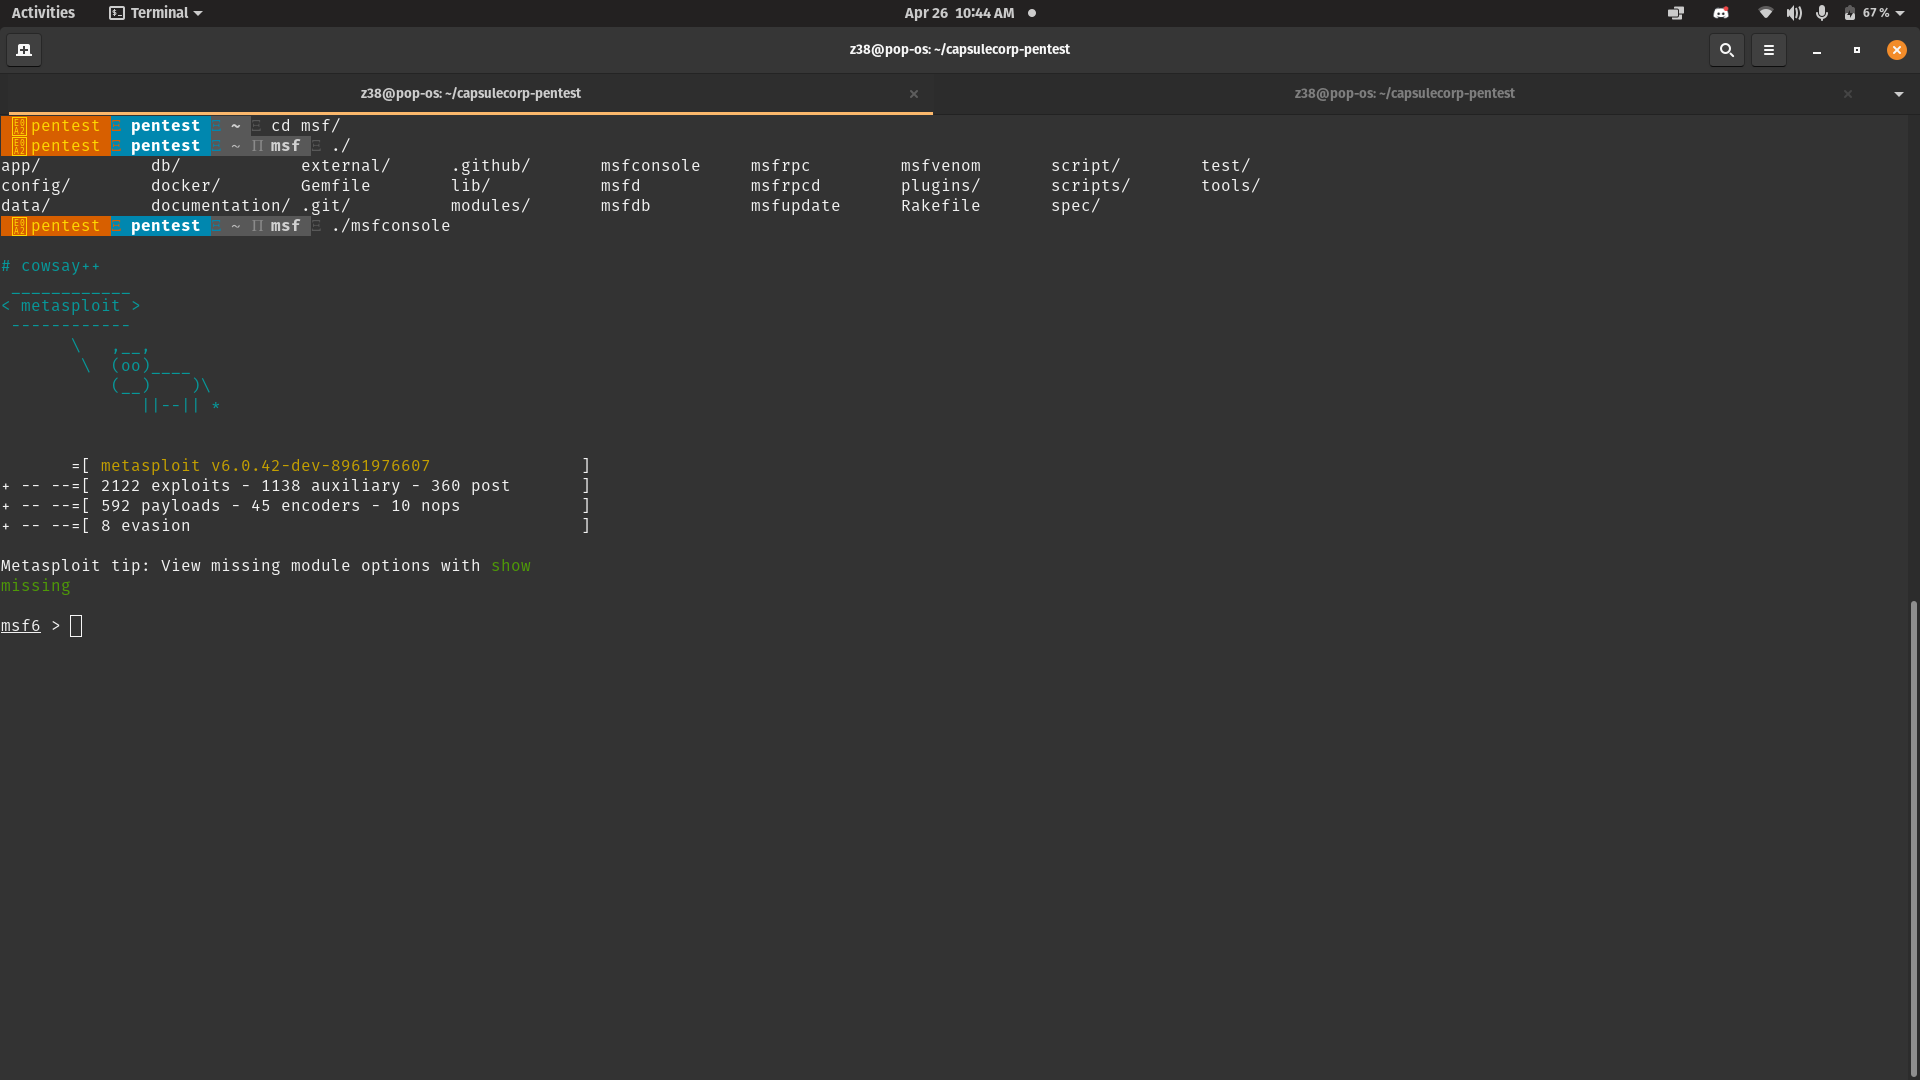 Activities Terminal Apr 26 10:44 AM 67 %
z38@pop-os: ~/capsulecorp-pentest
z38@pop-os: ~/capsulecorp-pentest z38@pop-os: ~/capsulecorp-pentest
pentest pentest ~ cd msf/
pentest pentest ~ msf ./
app/ db/ external/ .github/ msfconsole msfrpc msfvenom script/ test/
config/ docker/ Gemfile lib/ msfd msfrpcd plugins/ scripts/ tools/
data/ documentation/ .git/ modules/ msfdb msfupdate Rakefile spec/
pentest pentest ~ msf ./msfconsole
# cowsay++
____________
< metasploit >
------------
\ ,__,
\ (oo)____
(__) )\
||--|| *
=[ metasploit v6.0.42-dev-8961976607 ]
+ -- --=[ 2122 exploits - 1138 auxiliary - 360 post ]
+ -- --=[ 592 payloads - 45 encoders - 10 nops ]
+ -- --=[ 8 evasion ]
Metasploit tip: View missing module options with show
missing
msf6 >